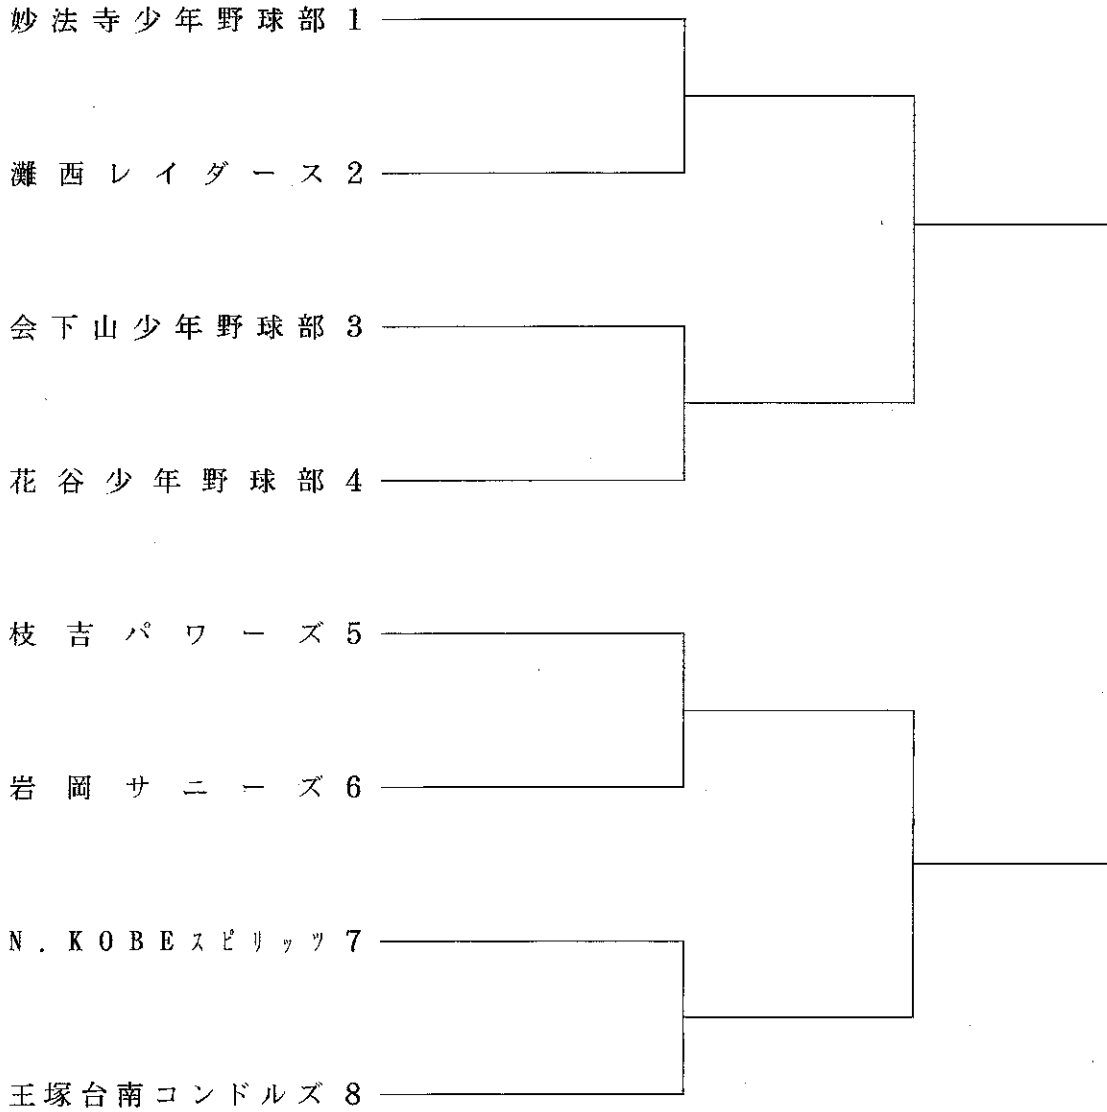 妙法寺少年野球部 1
灘西レイダース 2
会下山少年野球部 3
花谷少年野球部 4
枝吉パワーズ 5
岩岡サニーズ 6
N.KOBEスピリッツ 7
王塚台南コンドルズ 8